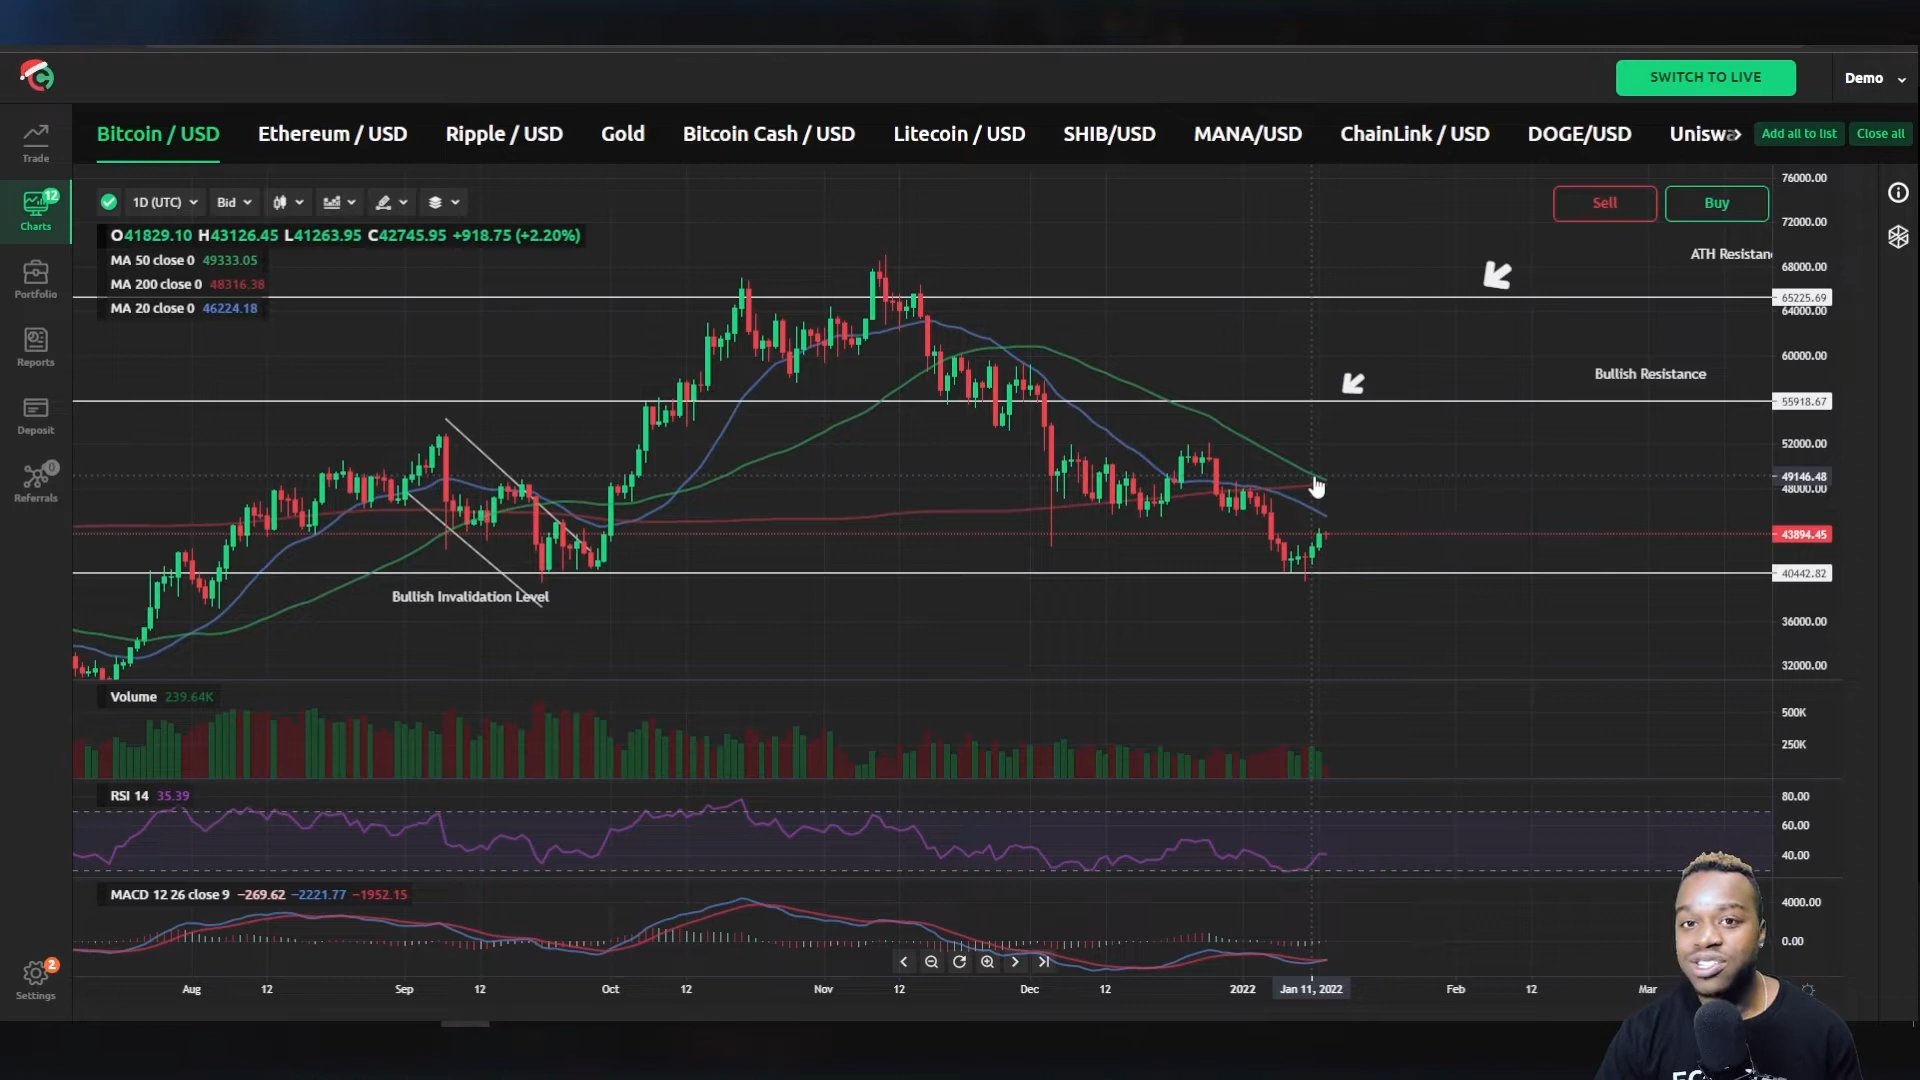 SWITCH TO LIVE
Demo
Bitcoin / USD Ethereum / USD Ripple / USD Gold Bitcoin Cash / USD Litecoin / USD SHIB/USD MANA/USD ChainLink / USD DOGE/USD Uniswa Add all to list Close all
Trade
12
Charts
Portfolio
Reports
Deposit
0
Referrals
2
Settings
1D (UTC) Bid
Sell Buy
O41829.10 H43126.45 L41263.95 C42745.95 +918.75 (+2.20%)
MA 50 close 0 49333.05
MA 200 close 0 48316.38
MA 20 close 0 46224.18
ATH Resistan
Bullish Resistance
Bullish Invalidation Level
76000.00
72000.00
68000.00
65225.69
64000.00
60000.00
55918.67
52000.00
49146.48
48000.00
43894.45
40442.82
36000.00
32000.00
Volume 239.64K
500K
250K
RSI 14 35.39
80.00
60.00
40.00
MACD 12 26 close 9 −269.62 −2221.77 −1952.15
4000.00
0.00
Aug 12 Sep 12 Oct 12 Nov 12 Dec 12 2022 Jan 11, 2022 Feb 12 Mar